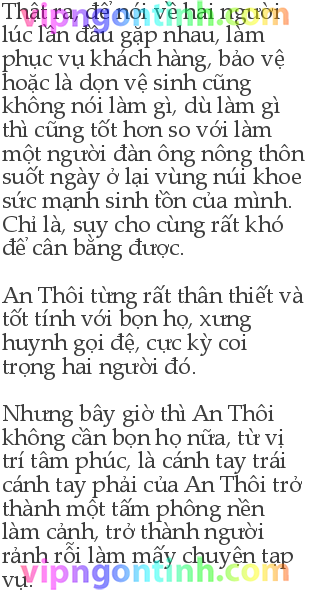 Thật ra, để nói về hai người
lúc lần đầu gặp nhau, làm
phục vụ khách hàng, bảo vệ
hoặc là dọn vệ sinh cũng
không nói làm gì, dù làm gì
thì cũng tốt hơn so với làm
một người đàn ông nông thôn
suốt ngày ở lại vùng núi khoe
sức mạnh sinh tồn của mình.
Chỉ là, suy cho cùng rất khó
để cân bằng được.
An Thôi từng rất thân thiết và
tốt tính với bọn họ, xưng
huynh gọi đệ, cực kỳ coi
trọng hai người đó.
Nhưng bây giờ thì An Thôi
không cần bọn họ nữa, từ vị
trí tâm phúc, là cánh tay trái
cánh tay phải của An Thôi trở
thành một tấm phông nền
làm cảnh, trở thành người
rảnh rỗi làm mấy chuyện tạp
vụ.
vipngontinh.com
vipngontinh.com
vipngontinh.com